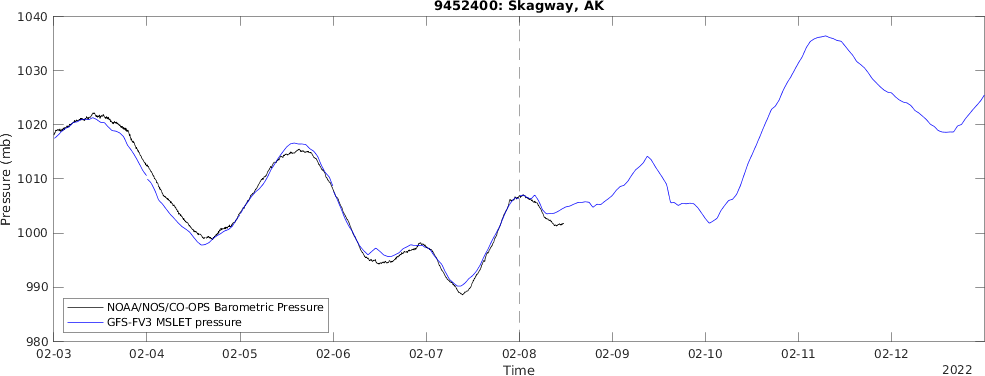 9452400: Skagway, AK
Pressure (mb)
1040
1030
1020
1010
1000
990
980
NOAA/NOS/CO-OPS Barometric Pressure
GFS-FV3 MSLET pressure
02-03 02-04 02-05 02-06 02-07 02-08 02-09 02-10 02-11 02-12
Time
2022